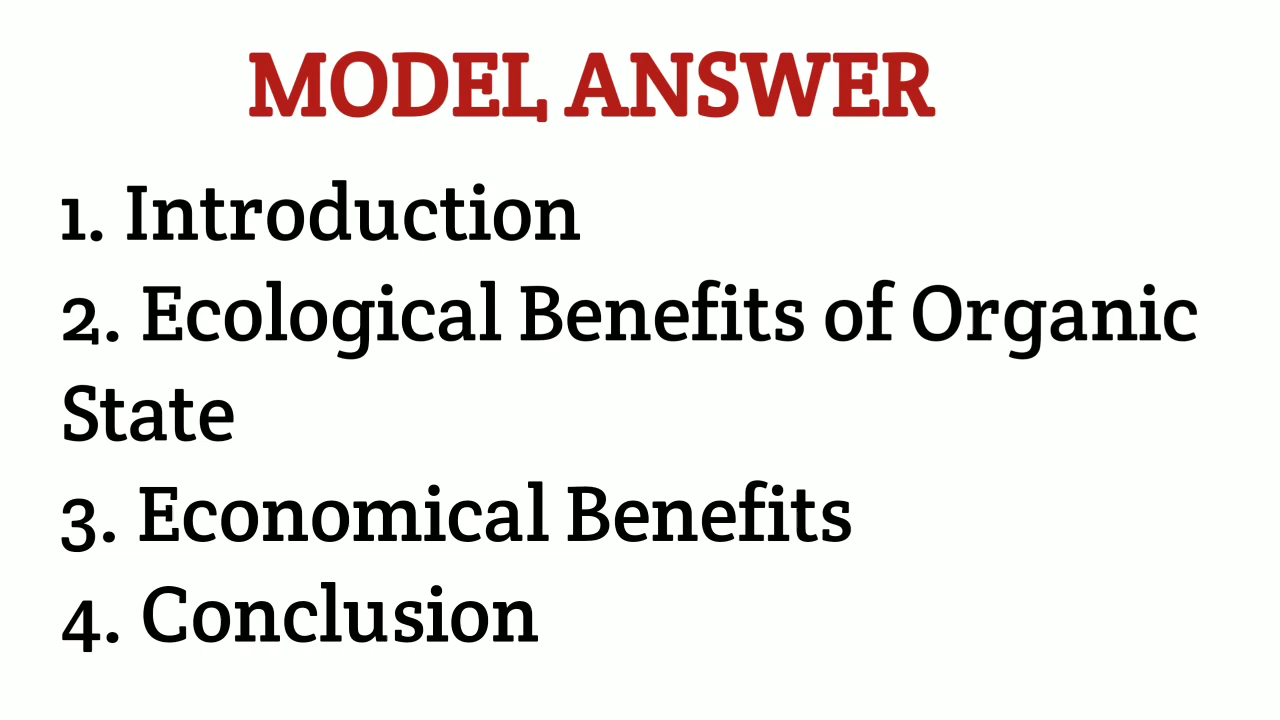 MODEL ANSWER
1. Introduction
2. Ecological Benefits of Organic
State
3. Economical Benefits
4. Conclusion